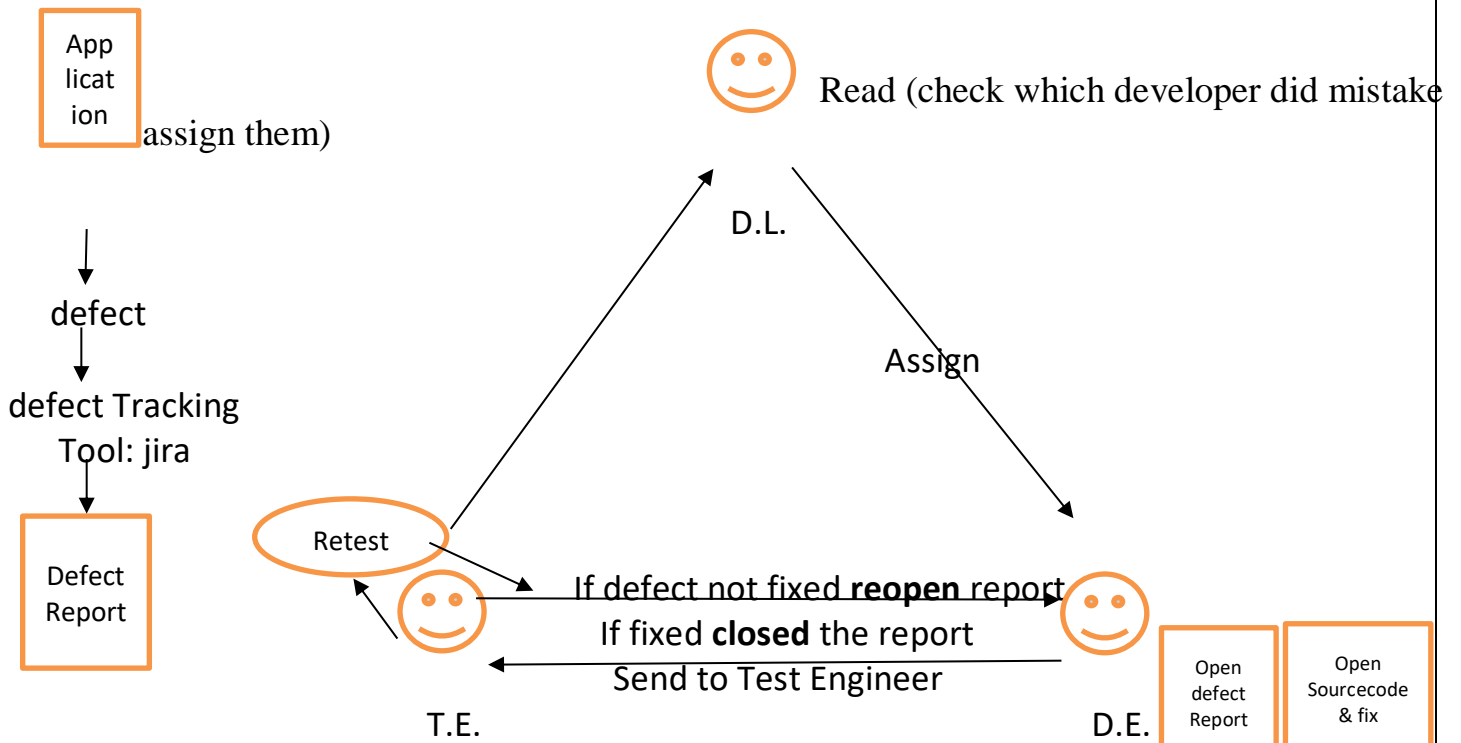 App
licat
ion
Read (check which developer did mistake
assign them)
D.L.
defect
Assign
defect Tracking
Tool: jira
Retest
Defect
Report
If defect not fixed reopen report
If fixed closed the report
Send to Test Engineer
Open
defect
Report
Open
Sourcecode
& fix
T.E.
D.E.